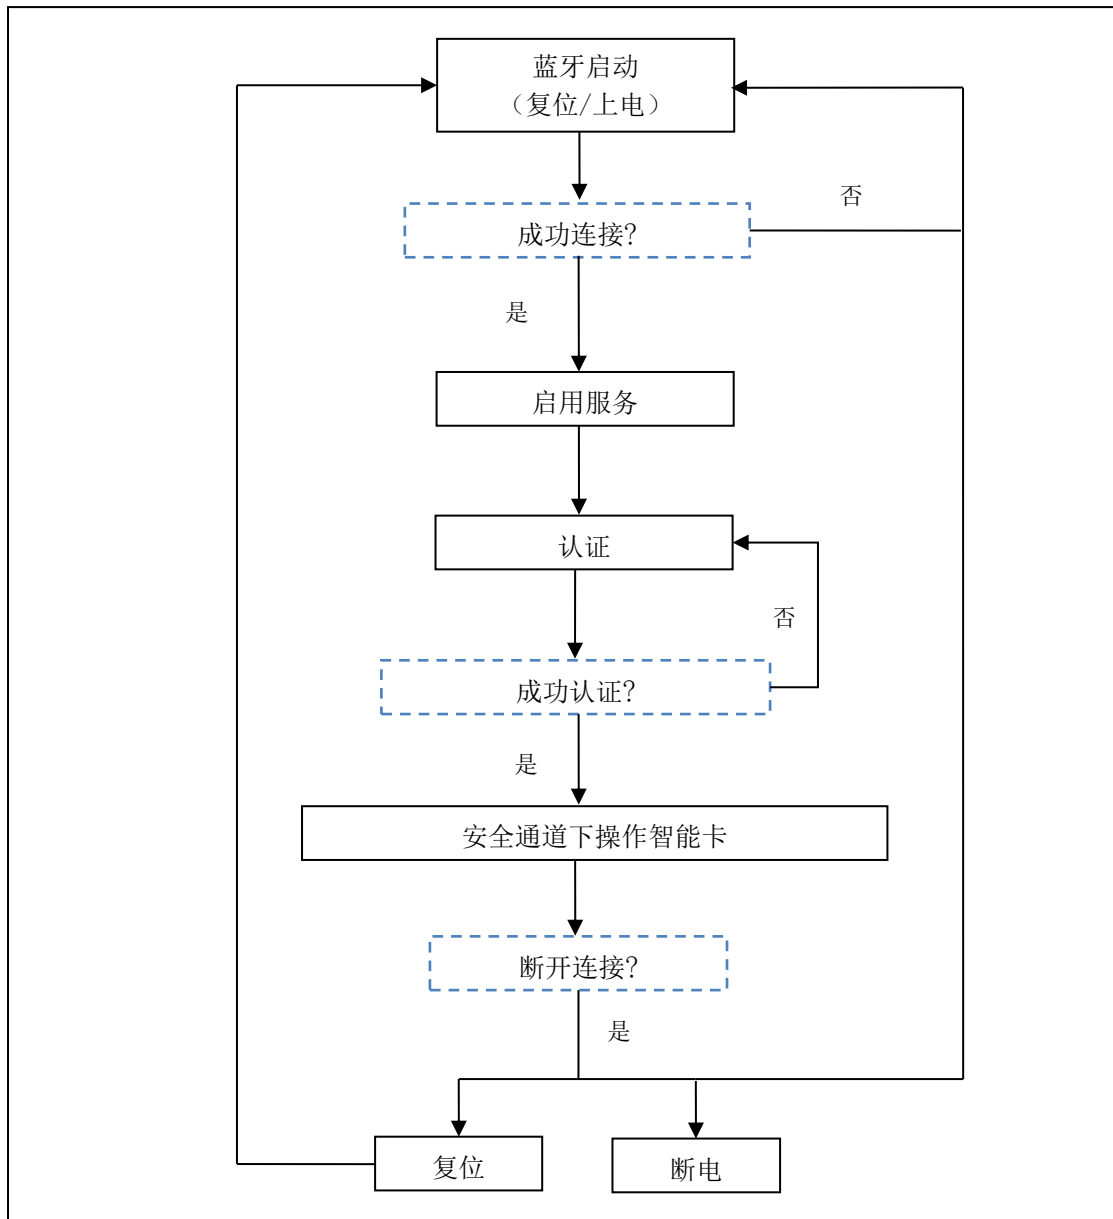 蓝牙启动
（复位/上电）
否
成功连接?
是
启用服务
认证
否
成功认证?
是
安全通道下操作智能卡
断开连接?
是
复位
断电